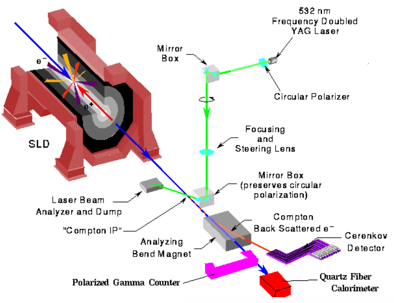 532 nm
Frequency Doubled
YAG Laser
Mirror
Box
Circular Polarizer
e⁻
e⁺
SLD
Focusing
and
Steering Lens
Mirror Box
(preserves circular
polarization)
Laser Beam
Analyzer and Dump
"Compton IP"
Compton
Back Scattered e⁻
Analyzing
Bend Magnet
Cerenkov
Detector
Polarized Gamma Counter
Quartz Fiber
Calorimeter